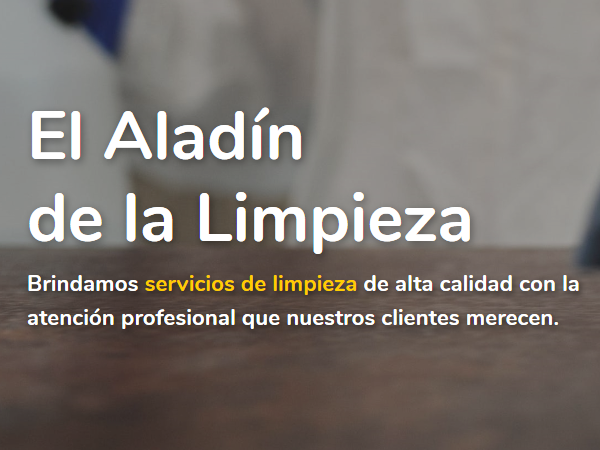 El Aladín
de la Limpieza
Brindamos servicios de limpieza de alta calidad con la
atención profesional que nuestros clientes merecen.